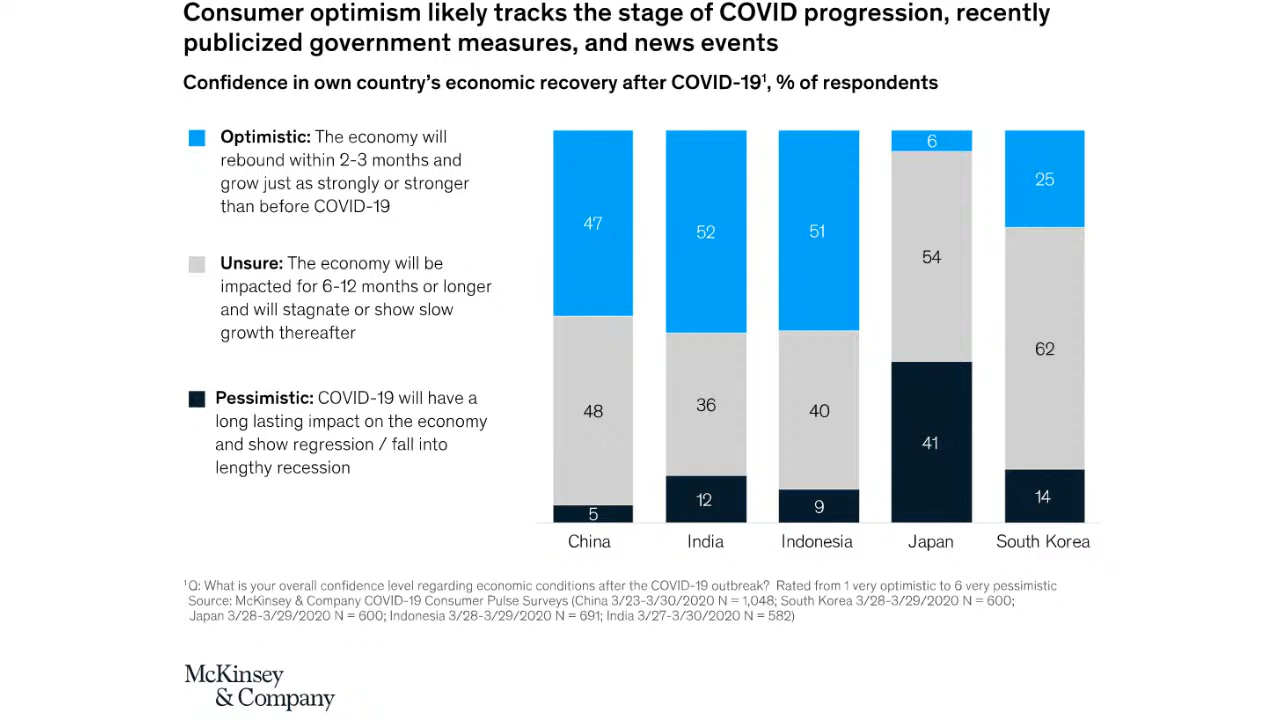 Consumer optimism likely tracks the stage of COVID progression, recently
publicized government measures, and news events
Confidence in own country's economic recovery after COVID-19¹, % of respondents
Optimistic: The economy will
rebound within 2-3 months and
grow just as strongly or stronger
than before COVID-19
Unsure: The economy will be
impacted for 6-12 months or longer
and will stagnate or show slow
growth thereafter
Pessimistic: COVID-19 will have a
long lasting impact on the economy
and show regression / fall into
lengthy recession
47
52
51
6
25
48
36
40
54
62
5
12
9
41
14
China
India
Indonesia
Japan
South Korea
¹Q: What is your overall confidence level regarding economic conditions after the COVID-19 outbreak? Rated from 1 very optimistic to 6 very pessimistic
Source: McKinsey & Company COVID-19 Consumer Pulse Surveys (China 3/23-3/30/2020 N = 1,048; South Korea 3/28-3/29/2020 N = 600;
Japan 3/28-3/29/2020 N = 600; Indonesia 3/28-3/29/2020 N = 691; India 3/27-3/30/2020 N = 582)
McKinsey
& Company